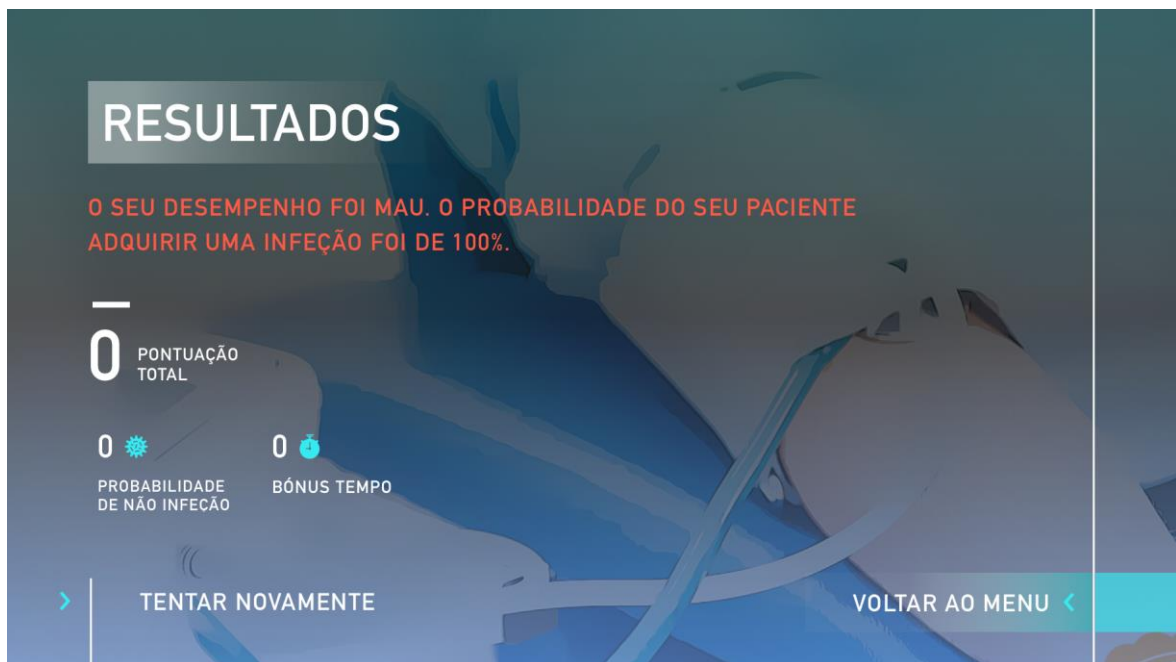 RESULTADOS
O SEU DESEMPENHO FOI MAU. O PROBABILIDADE DO SEU PACIENTE
ADQUIRIR UMA INFEÇÃO FOI DE 100%.
0 PONTUAÇÃO
TOTAL
0
PROBABILIDADE
DE NÃO INFEÇÃO
0
BÓNUS TEMPO
TENTAR NOVAMENTE
VOLTAR AO MENU